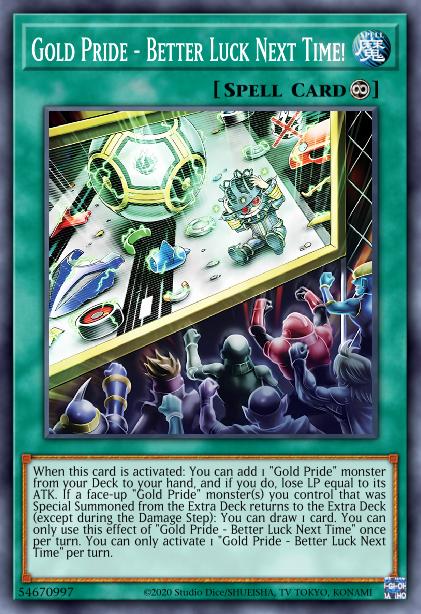 GOLD PRIDE - BETTER LUCK NEXT TIME!
SPELL
魔
[SPELL CARD]
When this card is activated: You can add 1 "Gold Pride" monster
from your Deck to your hand, and if you do, lose LP equal to its
ATK. If a face-up "Gold Pride" monster(s) you control that was
Special Summoned from the Extra Deck returns to the Extra Deck
(except during the Damage Step): You can draw 1 card. You can
only use this effect of "Gold Pride - Better Luck Next Time" once
per turn. You can only activate 1 "Gold Pride - Better Luck Next
Time" per turn.
54670997
©2020 Studio Dice/SHUEISHA, TV TOKYO, KONAMI